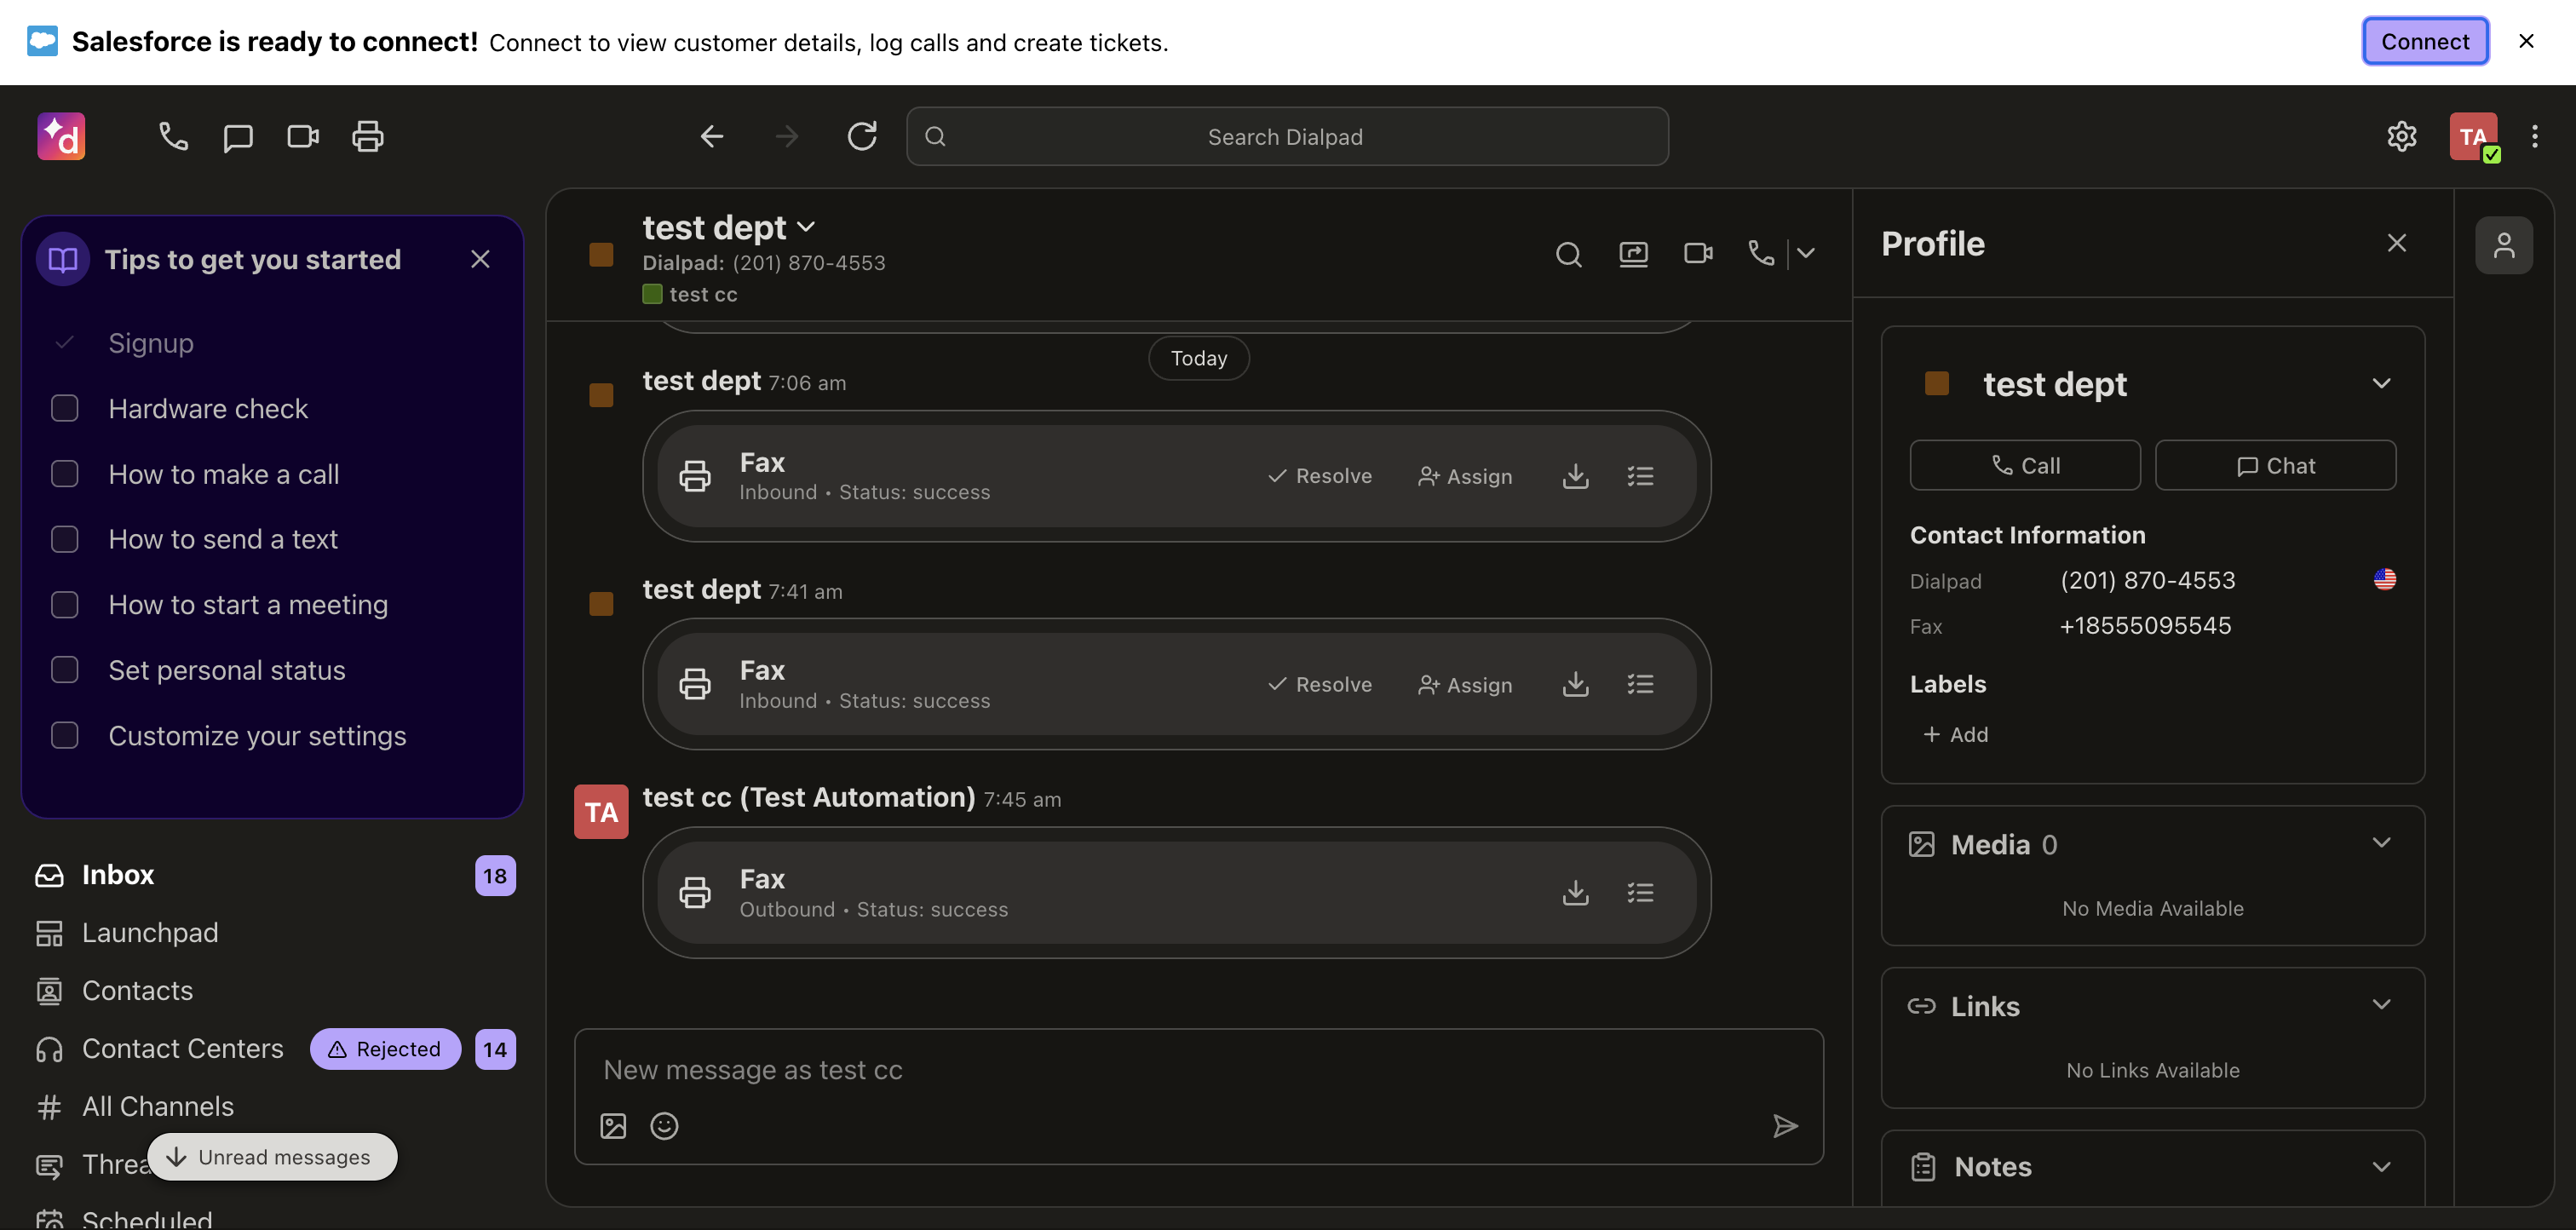 Salesforce is ready to connect! Connect to view customer details, log calls and create tickets.
Connect
d
Search Dialpad
TA
Tips to get you started
Signup
Hardware check
How to make a call
How to send a text
How to start a meeting
Set personal status
Customize your settings
Inbox 18
Launchpad
Contacts
Contact Centers Rejected 14
All Channels
Unread messages
Scheduled
test dept
Dialpad: (201) 870-4553
test cc
Today
test dept 7:06 am
Fax
Inbound • Status: success
Resolve Assign
test dept 7:41 am
Fax
Inbound • Status: success
Resolve Assign
TA
test cc (Test Automation) 7:45 am
Fax
Outbound • Status: success
New message as test cc
Profile
test dept
Call Chat
Contact Information
Dialpad (201) 870-4553
Fax +18555095545
Labels
+ Add
Media 0
No Media Available
Links
No Links Available
Notes